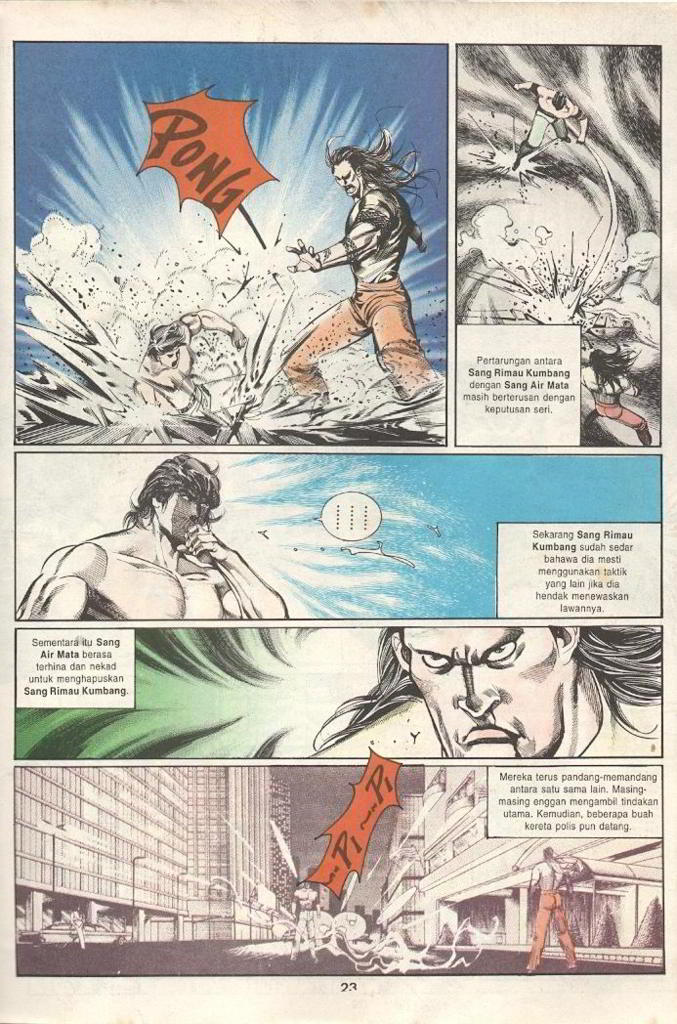 PONG
Pertarungan antara
Sang Rimau Kumbang
dengan Sang Air Mata
masih berterusan dengan
keputusan seri.
Sekarang Sang Rimau
Kumbang sudah sedar
bahawa dia mesti
menggunakan taktik
yang lain jika dia
hendak menewaskan
lawannya.
Sementara itu Sang
Air Mata berasa
terhina dan nekad
untuk menghapuskan
Sang Rimau Kumbang.
Mereka terus pandang-memandang
antara satu sama lain. Masing-
masing enggan mengambil tindakan
utama. Kemudian, beberapa buah
kereta polis pun datang.
PI~~PI
~~PI
23